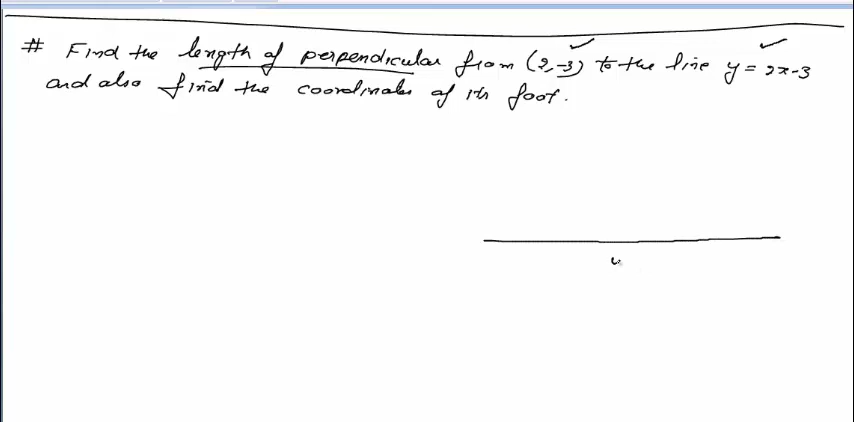 # Find the length of perpendicular from (2,-3) to the line y = 2x-3
and also find the coordinates of its foot.